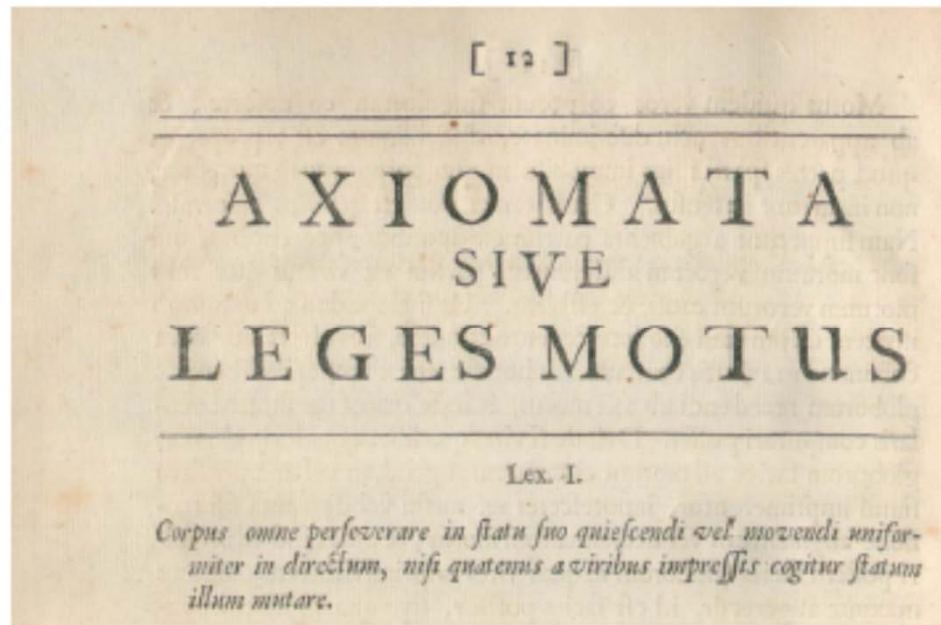 [ 12 ]
AXIOMATA
SIVE
LEGES MOTUS
Lex. I.
Corpus omne perſeverare in ſtatu ſuo quieſcendi vel movendi unifor-
miter in directum, niſi quatenus a viribus impreſſis cogitur ſtatum
illum mutare.